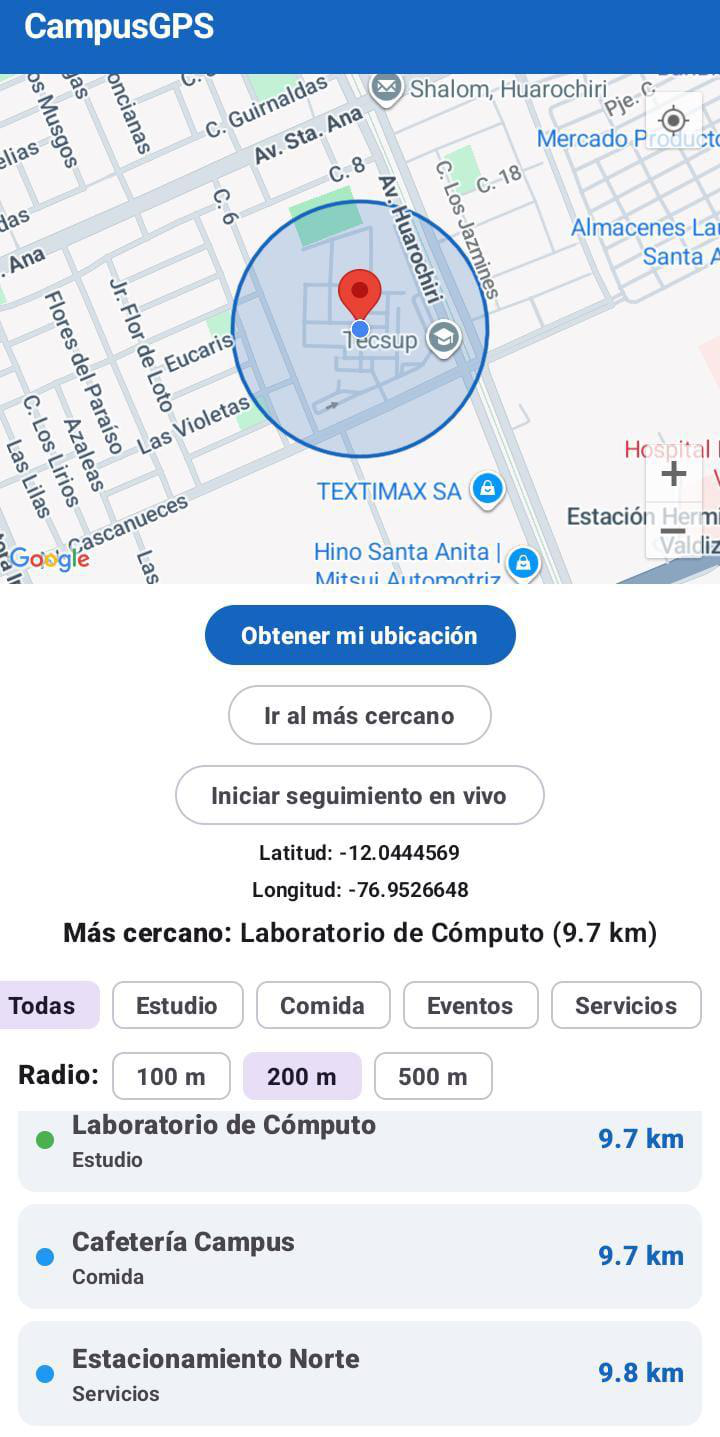 CampusGPS
Shalom, Huarochiri
C. Guirnaldas
Pje. C
Av. Sta. Ana
Mercado Producto
C. 8
C. 18
C. 6
Av. Huarochiri
C. Los Jazmines
Almacenes Lau
Santa A
. Ana
Flores del Paraíso
Jr. Flor de Loto
Eucaris
Tecsup
Las Violetas
C. Los Lirios
Azaleas
Las Lilas
Cascanueces
Las
TEXTIMAX SA
Hospital
Estación Hermi
Valdiz
Hino Santa Anita |
Mitsui Automotriz
Google
+
−
Obtener mi ubicación
Ir al más cercano
Iniciar seguimiento en vivo
Latitud: -12.0444569
Longitud: -76.9526648
Más cercano: Laboratorio de Cómputo (9.7 km)
Todas
Estudio
Comida
Eventos
Servicios
Radio:
100 m
200 m
500 m
Laboratorio de Cómputo
9.7 km
Estudio
Cafetería Campus
9.7 km
Comida
Estacionamiento Norte
9.8 km
Servicios